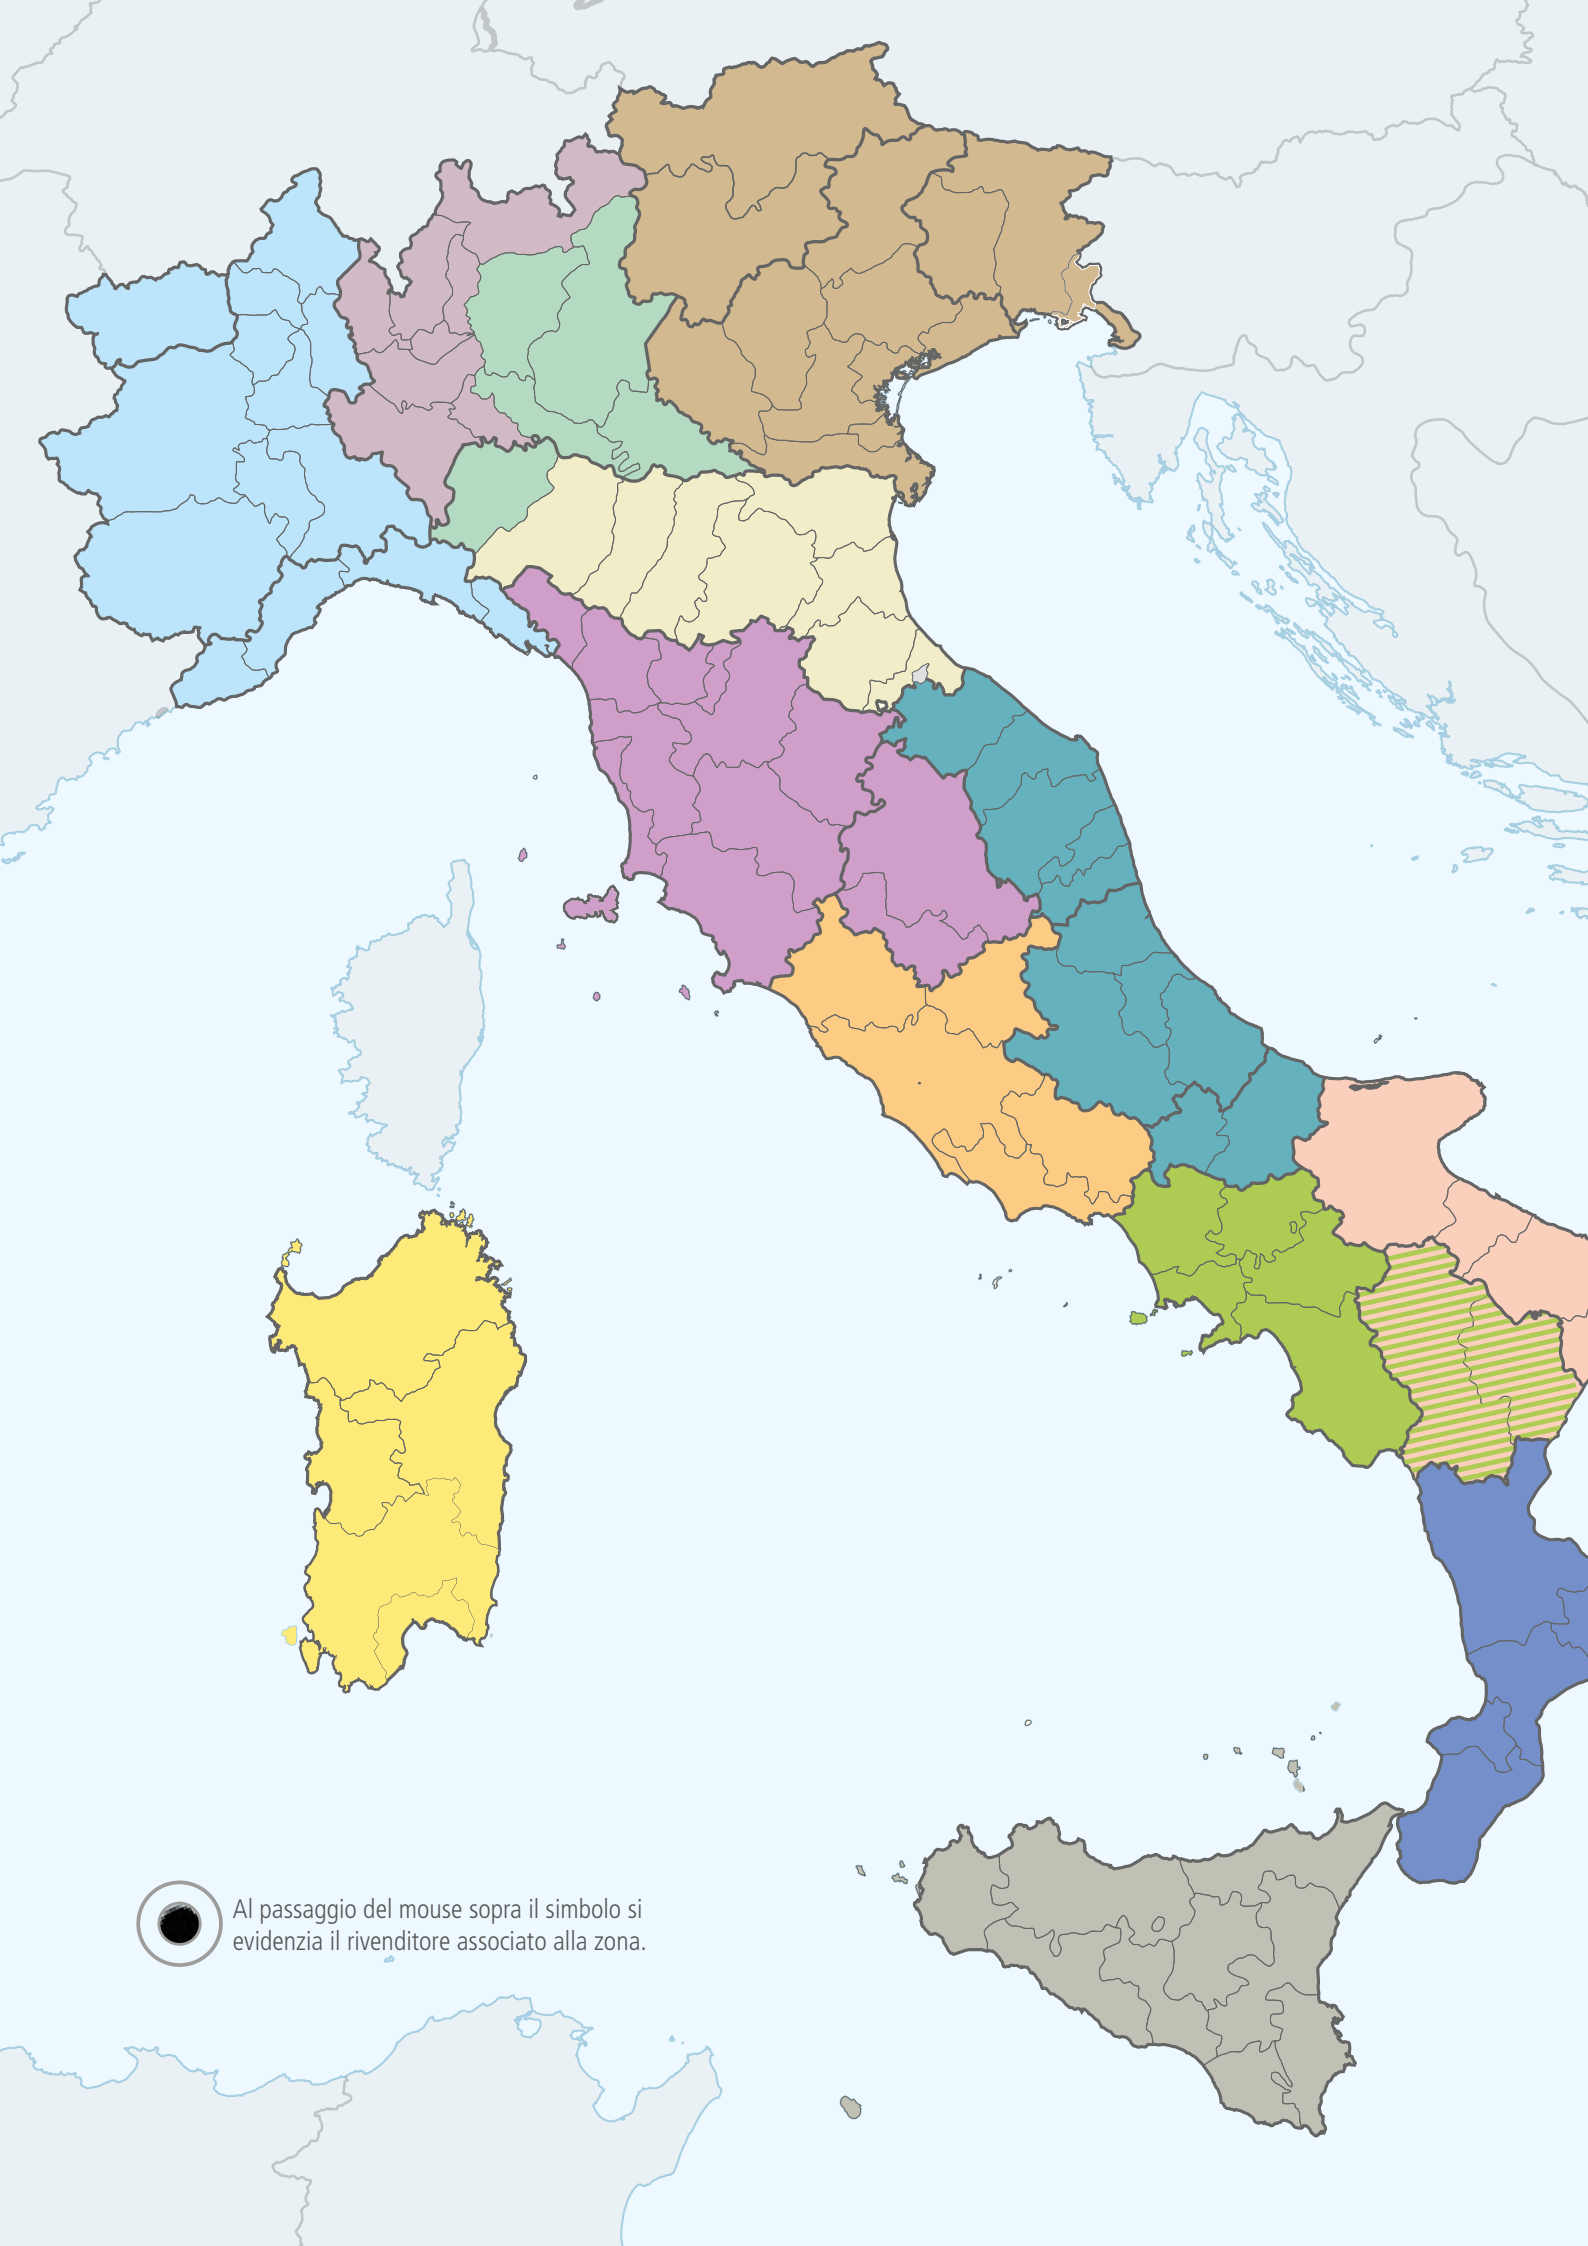 Al passaggio del mouse sopra il simbolo si
evidenzia il rivenditore associato alla zona.